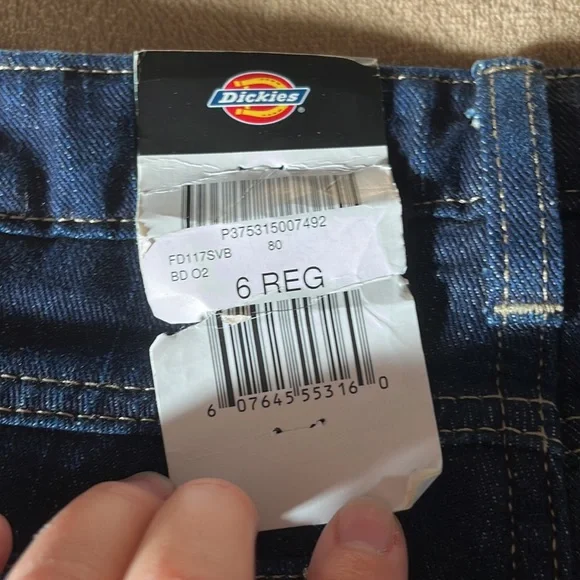 Dickies
P375315007492
FD117SVB 80
BD O2
6 REG
6 07645 55316 0